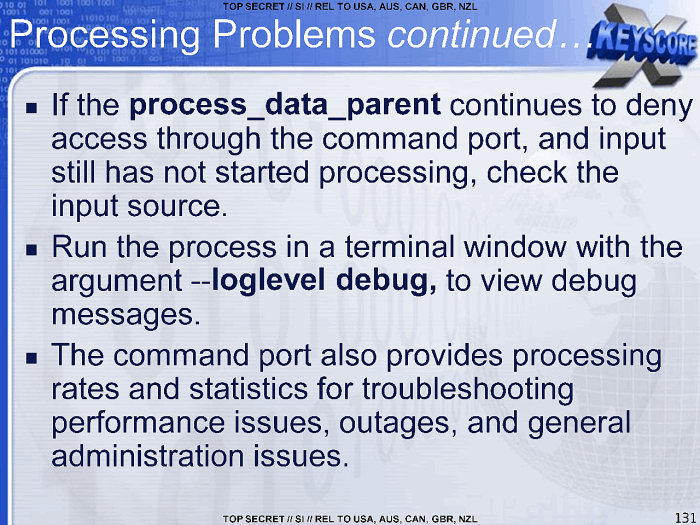 TOP SECRET // SI // REL TO USA, AUS, CAN, GBR, NZL
Processing Problems continued…
KEYSCORE
X
■ If the process_data_parent continues to deny
access through the command port, and input
still has not started processing, check the
input source.
■ Run the process in a terminal window with the
argument --loglevel debug, to view debug
messages.
■ The command port also provides processing
rates and statistics for troubleshooting
performance issues, outages, and general
administration issues.
TOP SECRET // SI // REL TO USA, AUS, CAN, GBR, NZL
131